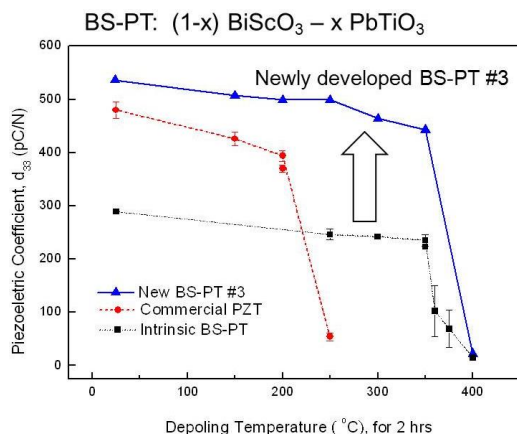 BS-PT: (1-x) BiScO3 – x PbTiO3
600
500
400
300
200
100
0
Piezoeletric Coefficient, d33 (pC/N)
Newly developed BS-PT #3
New BS-PT #3
Commercial PZT
Intrinsic BS-PT
0 100 200 300 400
Depoling Temperature ( °C), for 2 hrs